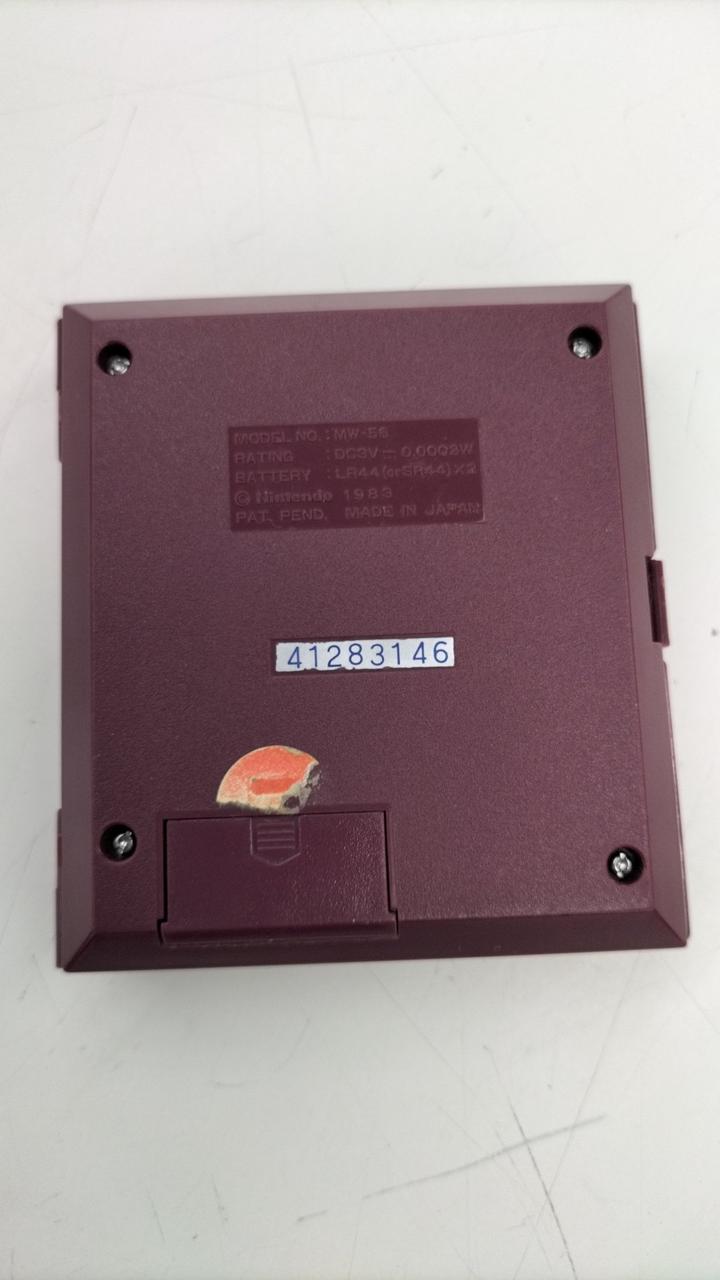 MODEL NO. : MW-56
RATING : DC3V ⎓ 0.0002W
BATTERY : LR44 (or SR44) X 2
© Nintendo 1983
PAT. PEND. MADE IN JAPAN
41283146